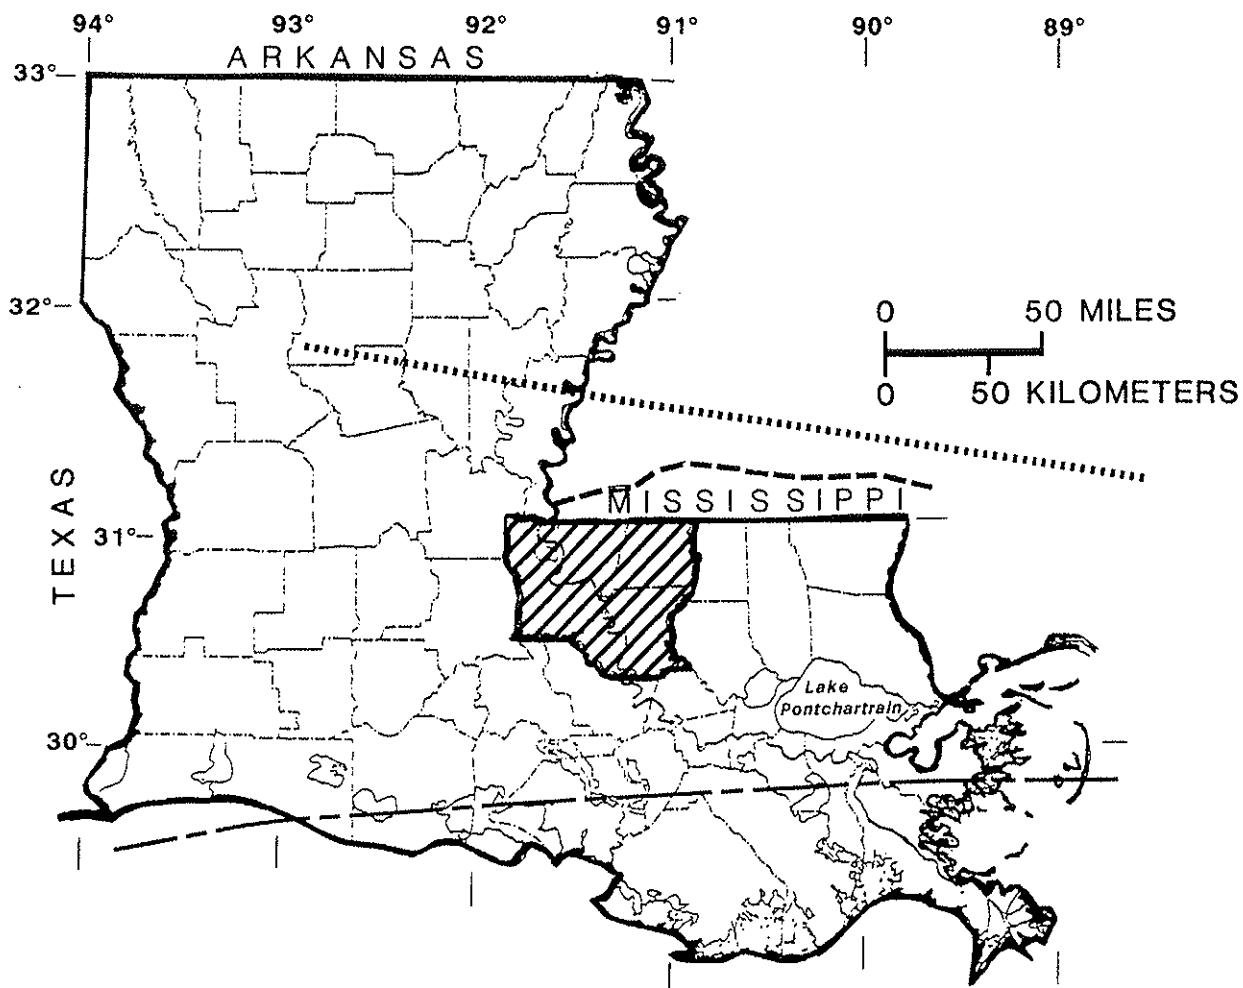 94° 93° 92° 91° 90° 89°
ARKANSAS
33°
32°
0 50 MILES
0 50 KILOMETERS
TEXAS
MISSISSIPPI
31°
Lake
Pontchartrain
30°